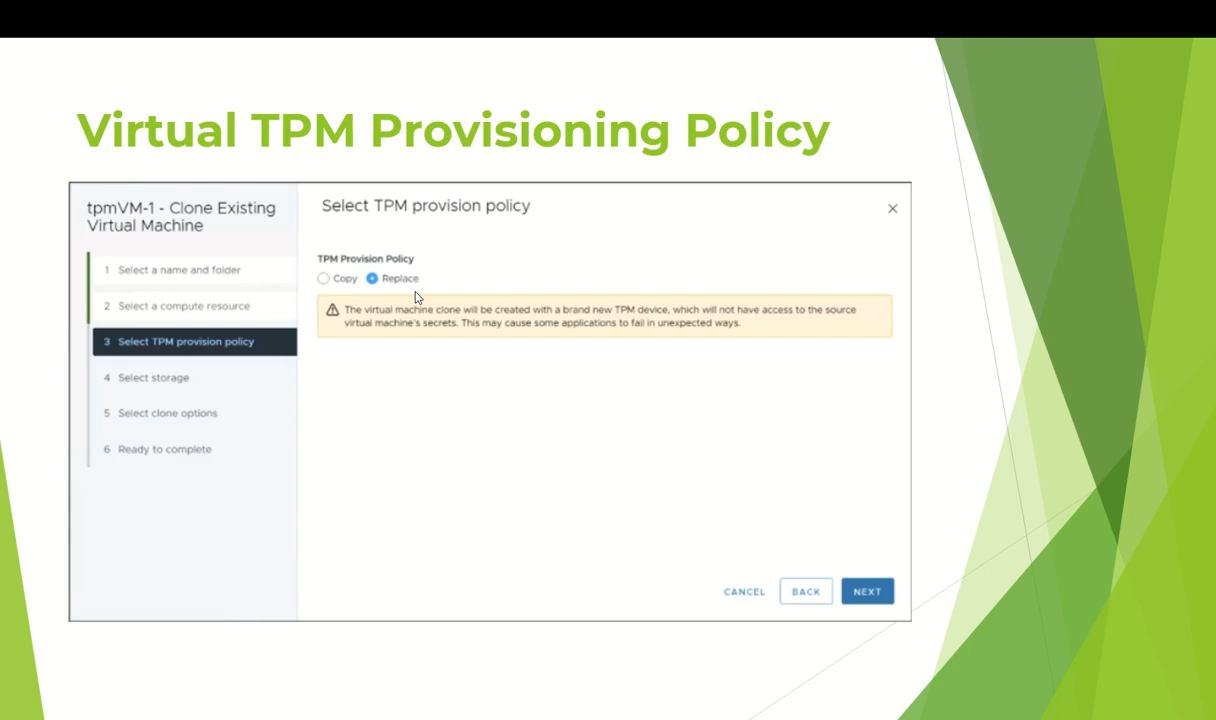 Virtual TPM Provisioning Policy
tpmVM-1 - Clone Existing
Virtual Machine
1 Select a name and folder
2 Select a compute resource
3 Select TPM provision policy
4 Select storage
5 Select clone options
6 Ready to complete
Select TPM provision policy
TPM Provision Policy
Copy Replace
The virtual machine clone will be created with a brand new TPM device, which will not have access to the source
virtual machine's secrets. This may cause some applications to fail in unexpected ways.
CANCEL BACK NEXT